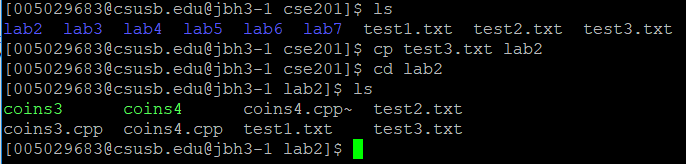 [005029683@csusb.edu@jbh3-1 cse201]$ ls
lab2 lab3 lab4 lab5 lab6 lab7 test1.txt test2.txt test3.txt
[005029683@csusb.edu@jbh3-1 cse201]$ cp test3.txt lab2
[005029683@csusb.edu@jbh3-1 cse201]$ cd lab2
[005029683@csusb.edu@jbh3-1 lab2]$ ls
coins3 coins4 coins4.cpp~ test2.txt
coins3.cpp coins4.cpp test1.txt test3.txt
[005029683@csusb.edu@jbh3-1 lab2]$